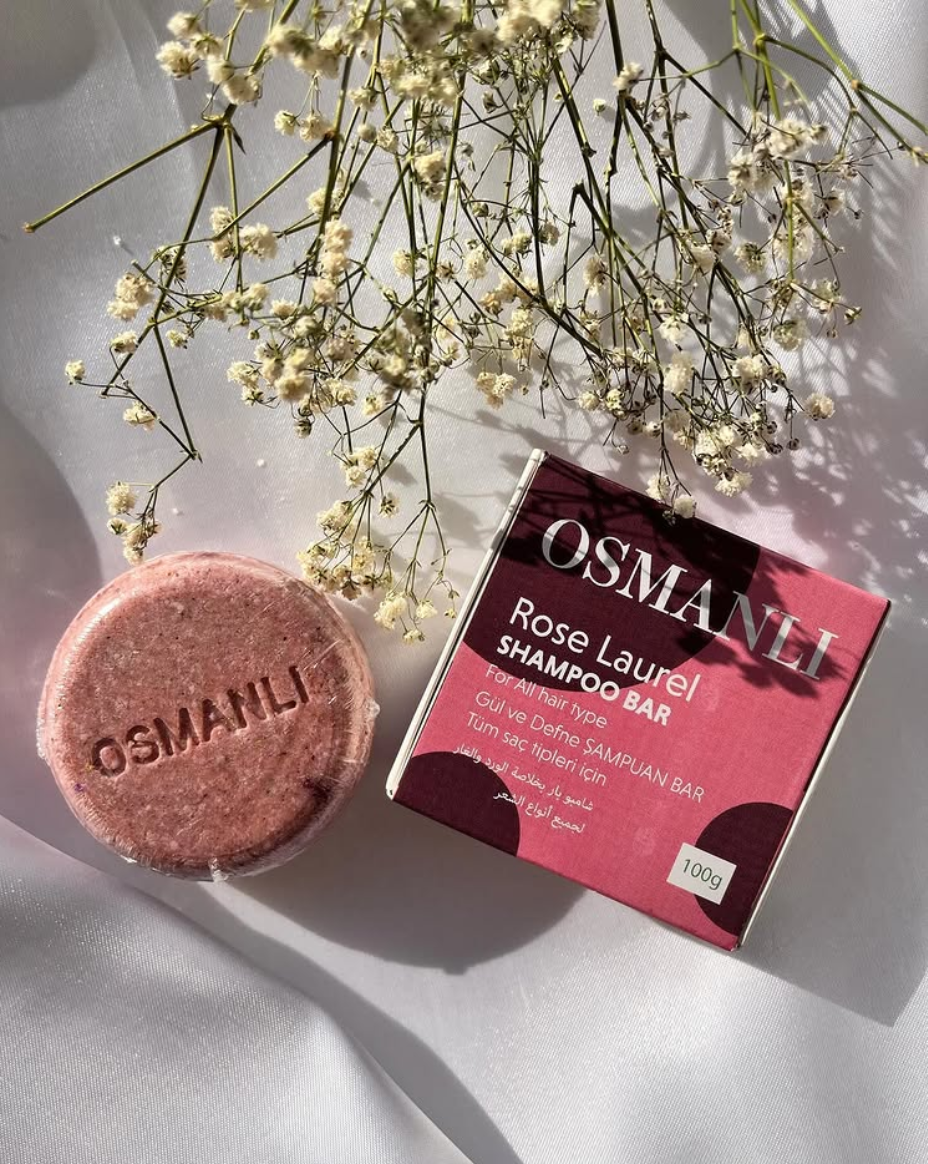 OSMANLI
OSMANLI
Rose Laurel
SHAMPOO BAR
For All hair type
Gül ve Defne ŞAMPUAN BAR
Tüm saç tipleri için
شامبو بار بخلاصة الورد والغار
لجميع أنواع الشعر
100g